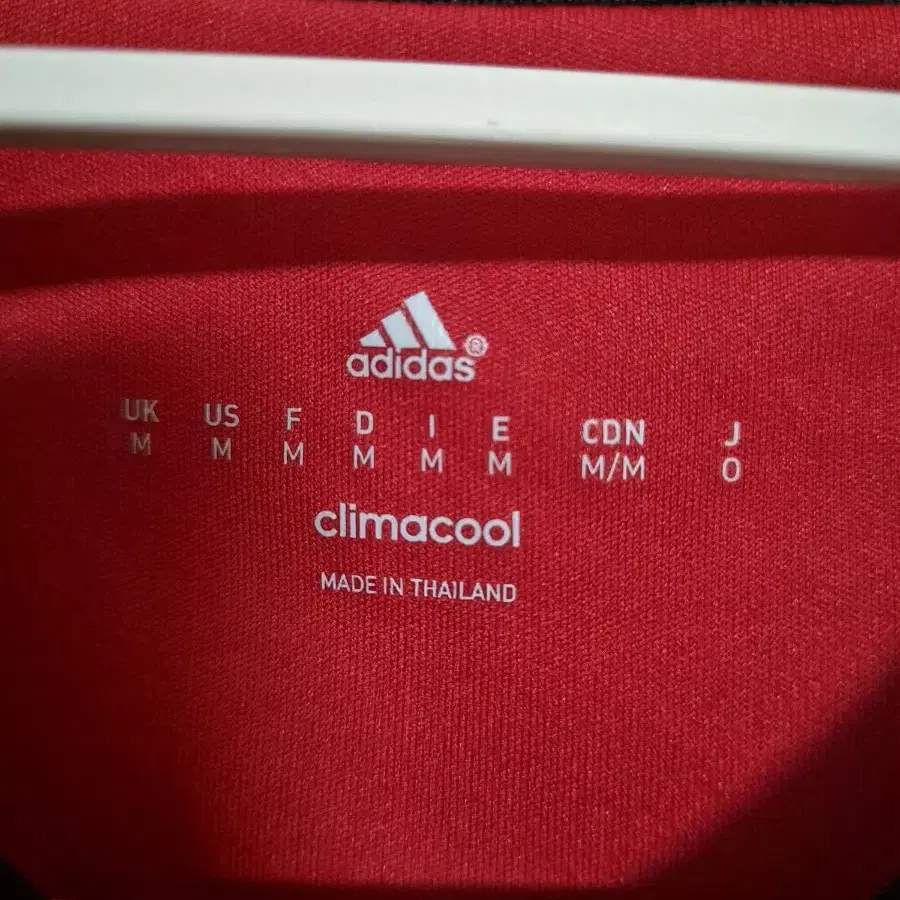 adidas®
UK US F D I E CDN J
M M M M M M M/M O
climacool
MADE IN THAILAND